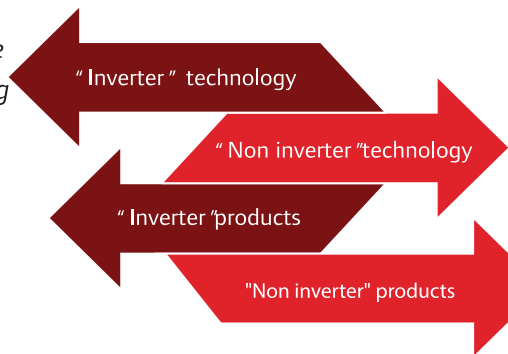 e
g
“ Inverter ” technology
“ Non inverter ”technology
“ Inverter ”products
"Non inverter" products